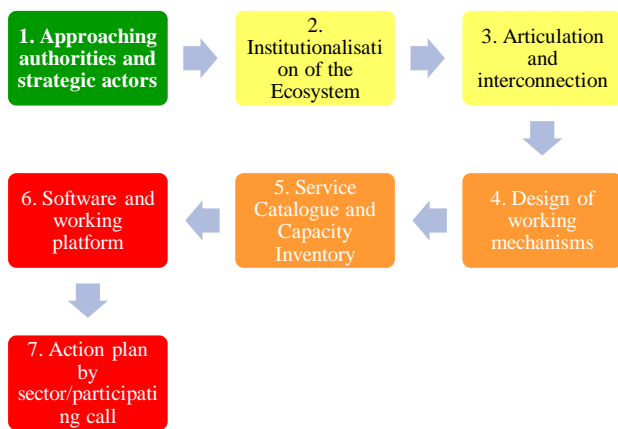 1. Approaching
authorities and
strategic actors
2.
Institutionalisati
on of the
Ecosystem
3. Articulation
and
interconnection
4. Design of
working
mechanisms
5. Service
Catalogue and
Capacity
Inventory
6. Software and
working
platform
7. Action plan
by
sector/participati
ng call